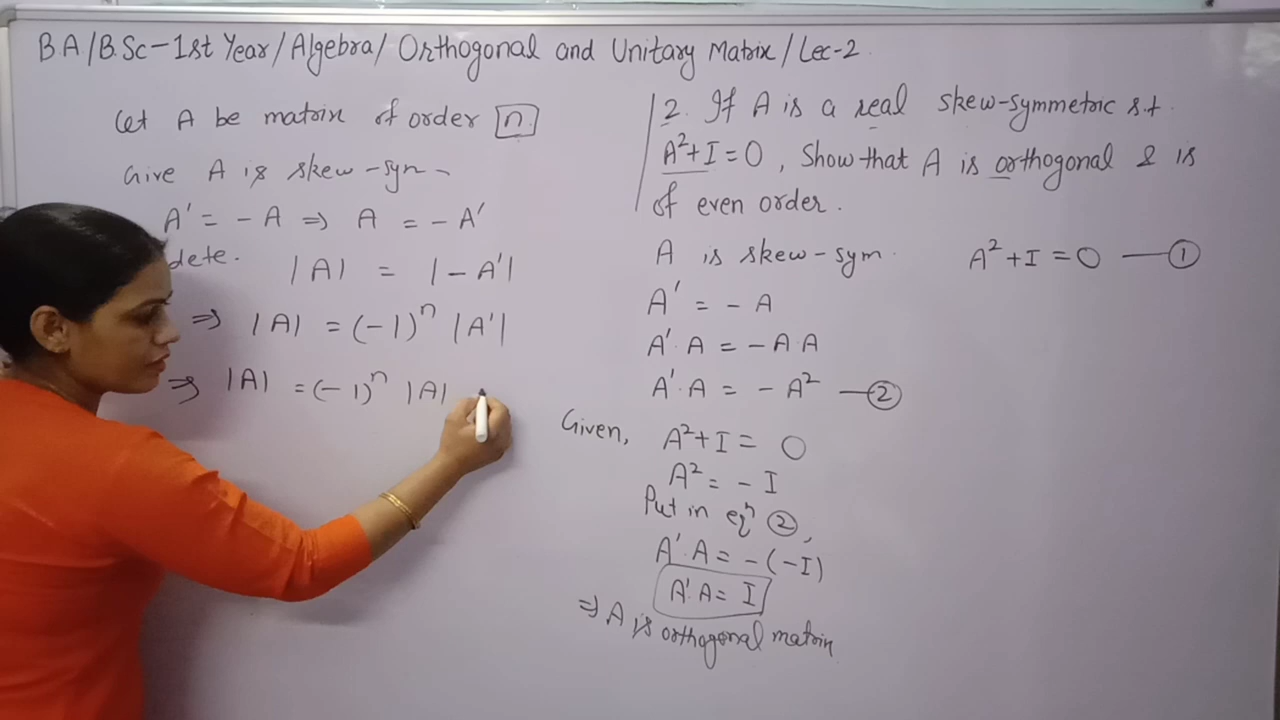 B.A/B.Sc-1st Year/Algebra/Orthogonal and Unitary Matrix/Lec-2.
2. If A is a real skew-symmetric s.t.
A²+I=0, Show that A is orthogonal & is
of even order.
A is skew-sym. A²+I=0 —①
A' = -A
A'.A = -A.A
A'.A = -A² —②
Given, A²+I = 0
A² = -I
Put in eqⁿ ②,
A'.A = -(-I)
A'.A = I
⇒ A is orthogonal matrix
Let A be matrix of order n.
Give A is skew-sym-
A' = -A ⇒ A = -A'
dete. |A| = |-A'|
⇒ |A| = (-1)ⁿ |A'|
⇒ |A| = (-1)ⁿ |A|